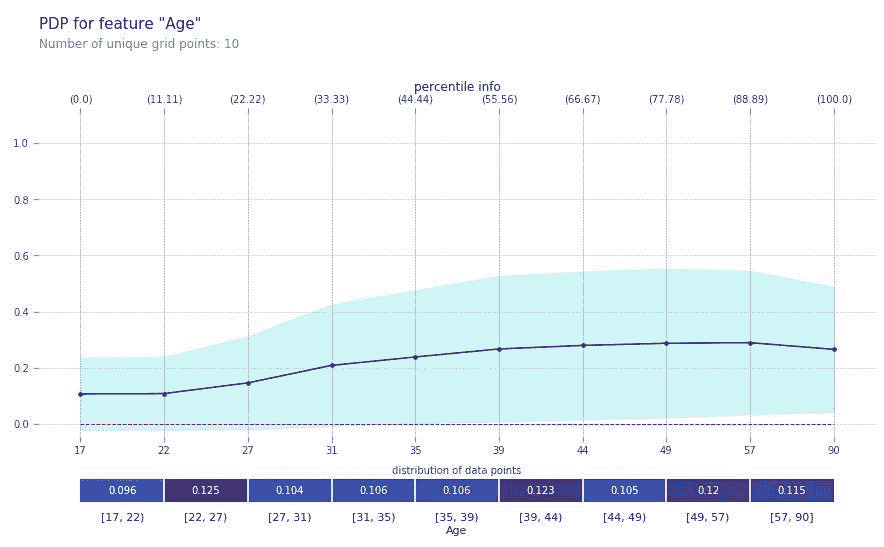 PDP for feature "Age"
Number of unique grid points: 10
percentile info
(0.0) (11.11) (22.22) (33.33) (44.44) (55.56) (66.67) (77.78) (88.89) (100.0)
1.0
0.8
0.6
0.4
0.2
0.0
17 22 27 31 35 39 44 49 57 90
distribution of data points
0.096 0.125 0.104 0.106 0.106 0.123 0.105 0.12 0.115
[17, 22) [22, 27) [27, 31) [31, 35) [35, 39) [39, 44) [44, 49) [49, 57) [57, 90]
Age